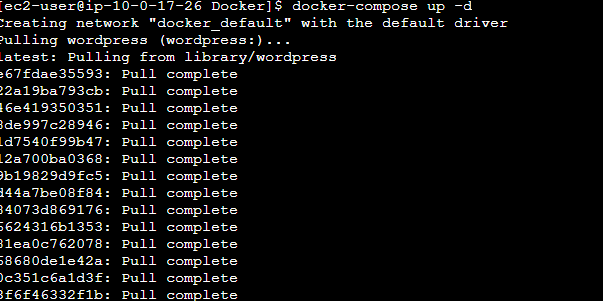 [ec2-user@ip-10-0-17-26 Docker]$ docker-compose up -d
Creating network "docker_default" with the default driver
Pulling wordpress (wordpress:)...
latest: Pulling from library/wordpress
e67fdae35593: Pull complete
22a19ba793cb: Pull complete
46e419350351: Pull complete
8de997c28946: Pull complete
1d7540f99b47: Pull complete
12a700ba0368: Pull complete
9b19829d9fc5: Pull complete
d44a7be08f84: Pull complete
84073d869176: Pull complete
5624316b1353: Pull complete
81ea0c762078: Pull complete
58680de1e42a: Pull complete
0c351c6a1d3f: Pull complete
8f6f46332f1b: Pull complete